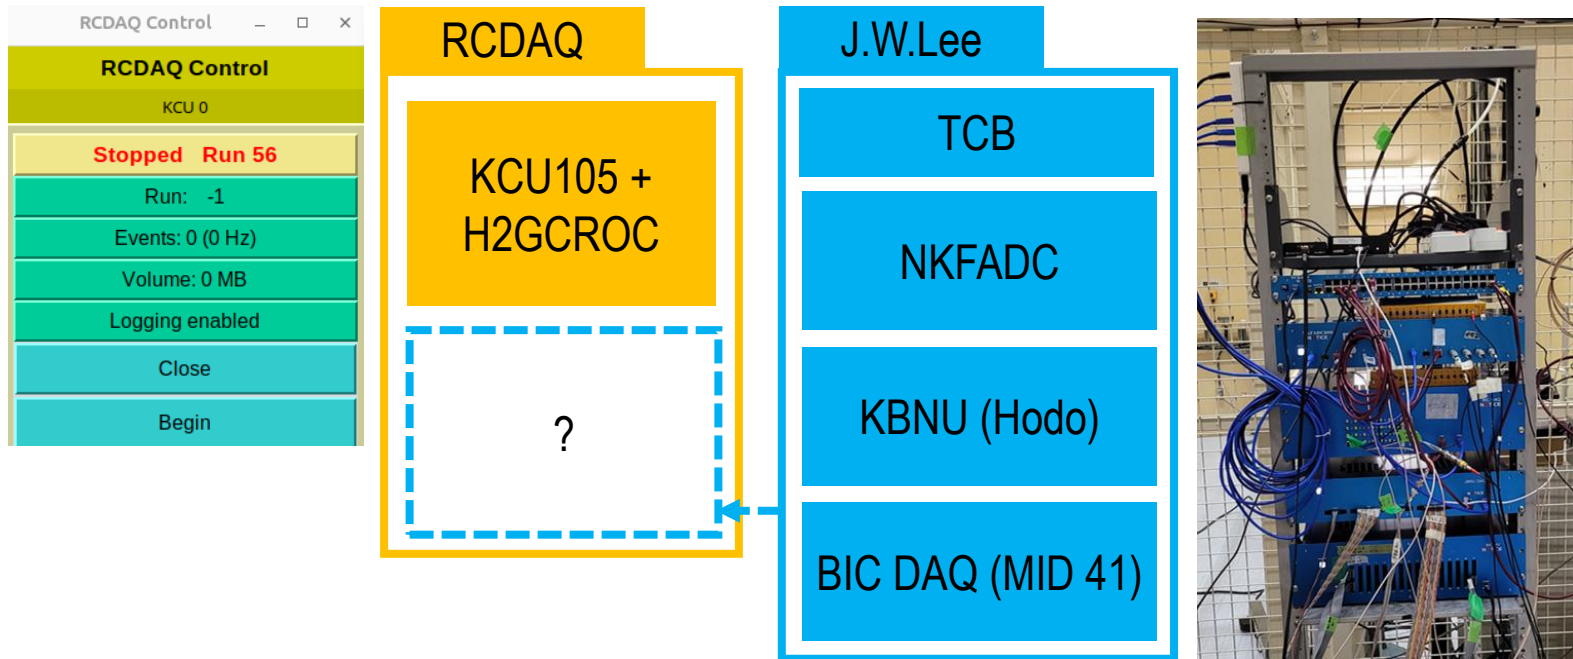 RCDAQ Control
RCDAQ Control
KCU 0
Stopped Run 56
Run: -1
Events: 0 (0 Hz)
Volume: 0 MB
Logging enabled
Close
Begin
RCDAQ
KCU105 +
H2GCROC
?
J.W.Lee
TCB
NKFADC
KBNU (Hodo)
BIC DAQ (MID 41)
NOTICE